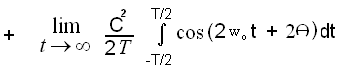 + lim t→∞ C²/2T ∫_{-T/2}^{T/2} cos(2w₀t + 2Θ)dt